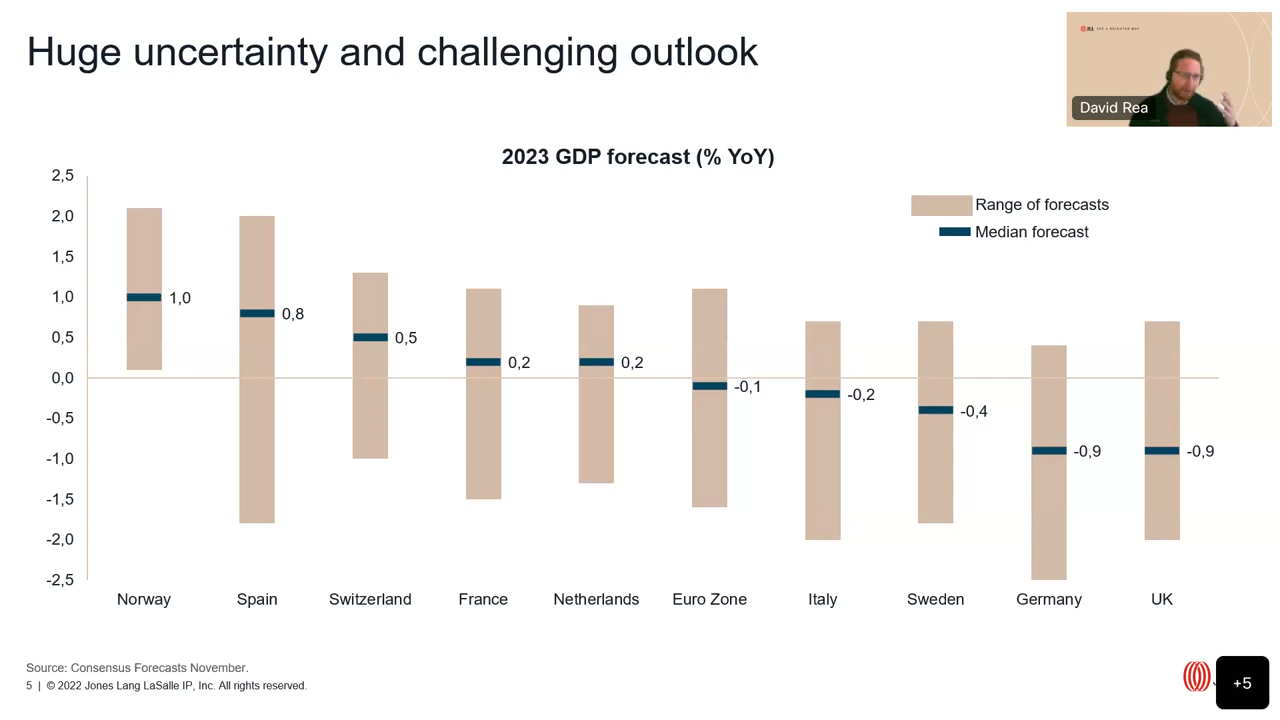 Huge uncertainty and challenging outlook
David Rea
2023 GDP forecast (% YoY)
Range of forecasts
Median forecast
2,5
2,0
1,5
1,0
0,5
0,0
-0,5
-1,0
-1,5
-2,0
-2,5
1,0
0,8
0,5
0,2
0,2
-0,1
-0,2
-0,4
-0,9
-0,9
Norway
Spain
Switzerland
France
Netherlands
Euro Zone
Italy
Sweden
Germany
UK
Source: Consensus Forecasts November.
5 | © 2022 Jones Lang LaSalle IP, Inc. All rights reserved.
+5